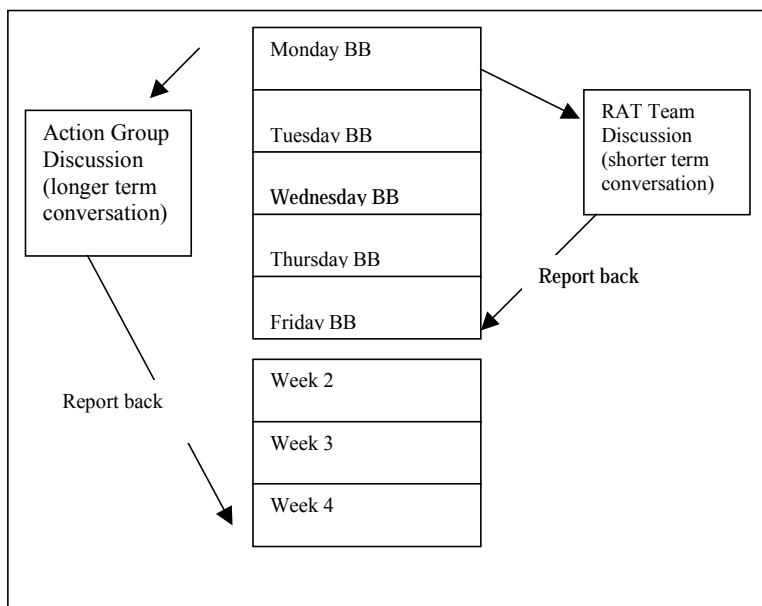 Monday BB
Action Group
Discussion
(longer term
conversation)
RAT Team
Discussion
(shorter term
conversation)
Tuesday BB
Wednesday BB
Thursday BB
Report back
Friday BB
Week 2
Report back
Week 3
Week 4